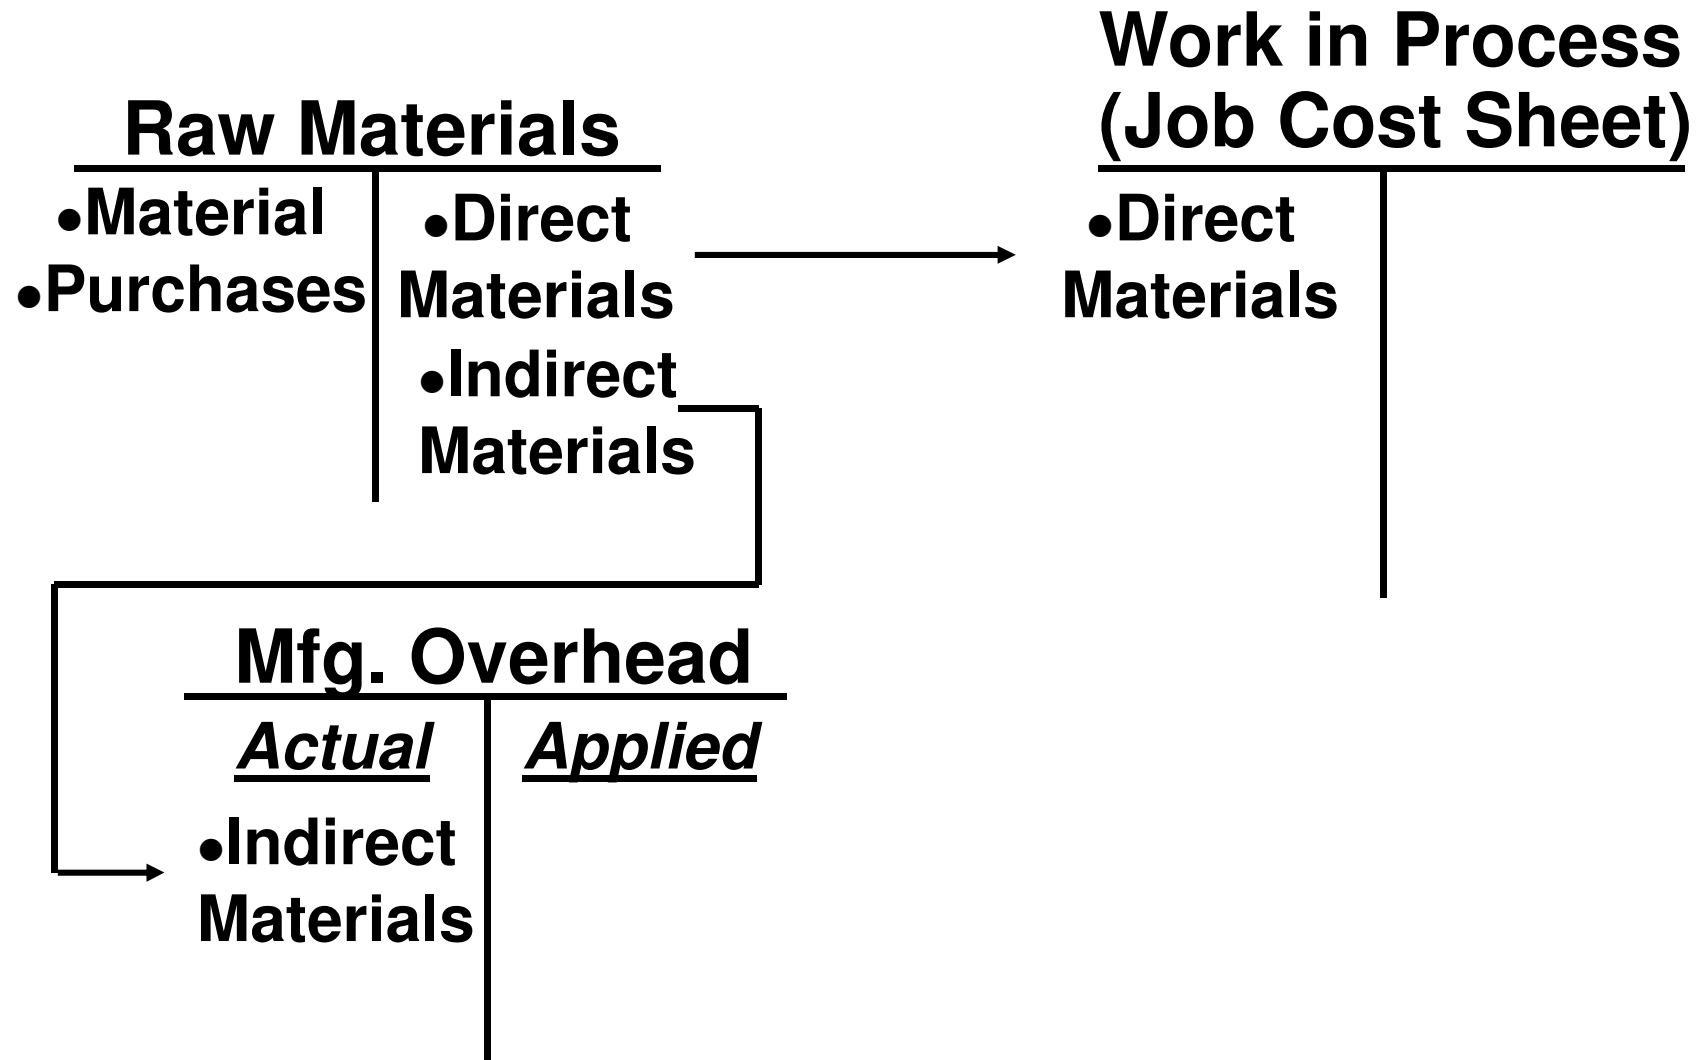 Work in Process
(Job Cost Sheet)
Raw Materials
•Material
•Purchases
•Direct
Materials
•Indirect
Materials
•Direct
Materials
Mfg. Overhead
Actual
Applied
•Indirect
Materials